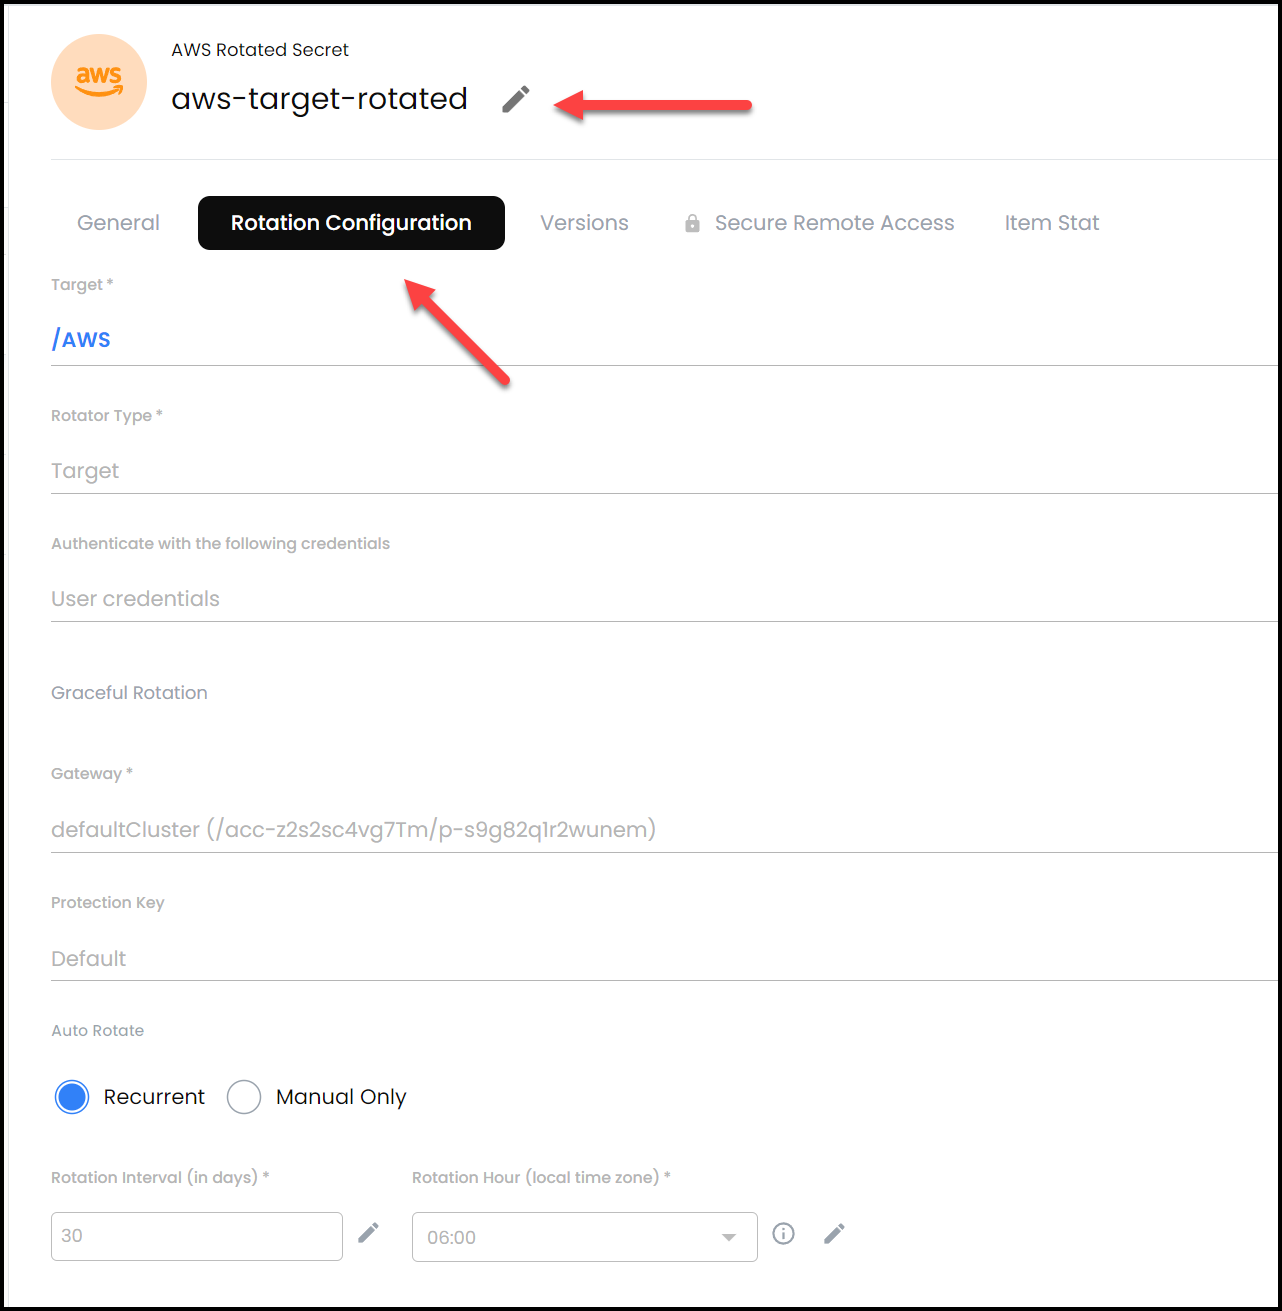 aws
AWS Rotated Secret
aws-target-rotated
General Rotation Configuration Versions Secure Remote Access Item Stat
Target *
/AWS
Rotator Type *
Target
Authenticate with the following credentials
User credentials
Graceful Rotation
Gateway *
defaultCluster (/acc-z2s2sc4vg7Tm/p-s9g82q1r2wunem)
Protection Key
Default
Auto Rotate
Recurrent Manual Only
Rotation Interval (in days) * Rotation Hour (local time zone) *
30 06:00